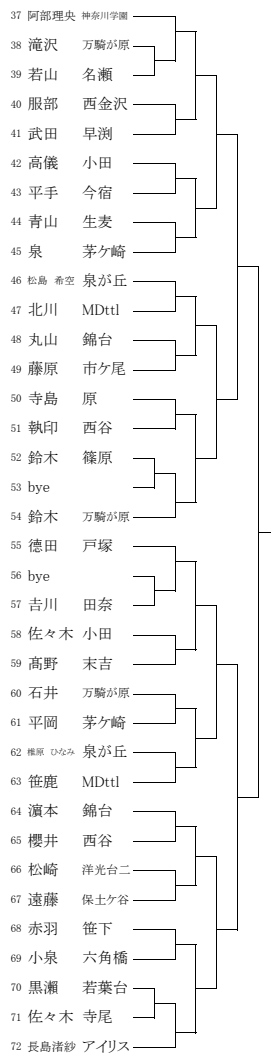 37 阿部理央 神奈川学園
38 滝沢 万騎が原
39 若山 名瀬
40 服部 西金沢
41 武田 早渕
42 高儀 小田
43 平手 今宿
44 青山 生麦
45 泉 茅ケ崎
46 松島 希空 泉が丘
47 北川 MDttl
48 丸山 錦台
49 藤原 市ケ尾
50 寺島 原
51 執印 西谷
52 鈴木 篠原
53 bye
54 鈴木 万騎が原
55 德田 戸塚
56 bye
57 𠮷川 田奈
58 佐々木 小田
59 髙野 末吉
60 石井 万騎が原
61 平岡 茅ケ崎
62 椎原 ひなみ 泉が丘
63 笹鹿 MDttl
64 濵本 錦台
65 櫻井 西谷
66 松崎 洋光台二
67 遠藤 保土ケ谷
68 赤羽 笹下
69 小泉 六角橋
70 黒瀬 若葉台
71 佐々木 寺尾
72 長島渚紗 アイリス